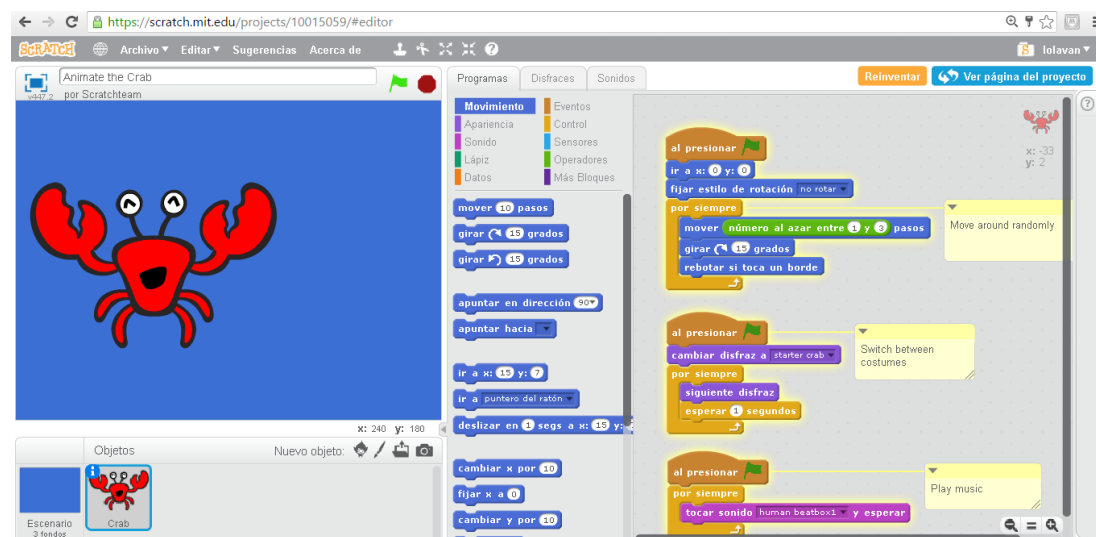 https://scratch.mit.edu/projects/10015059/#editor
SCRATCH Archivo Editar Sugerencias Acerca de lolavan
Animate the Crab
v447.2 por Scratchteam
Programas Disfraces Sonidos
Reinventar Ver página del proyecto
Movimiento Eventos
Apariencia Control
Sonido Sensores
Lápiz Operadores
Datos Más Bloques
mover 10 pasos
girar 15 grados
girar 15 grados
apuntar en dirección 90
apuntar hacia
ir a x: 15 y: 7
ir a puntero del ratón
deslizar en 1 segs a x: 15 y:
cambiar x por 10
fijar x a 0
cambiar y por 10
x: -33
y: 2
al presionar
ir a x: 0 y: 0
fijar estilo de rotación no rotar
por siempre
mover número al azar entre 1 y 3 pasos
girar 15 grados
rebotar si toca un borde
Move around randomly
al presionar
cambiar disfraz a starter crab
por siempre
siguiente disfraz
esperar 1 segundos
Switch between
costumes
al presionar
por siempre
tocar sonido human beatbox1 y esperar
Play music
x: 240 y: 180
Objetos Nuevo objeto:
Escenario
3 fondos
Crab